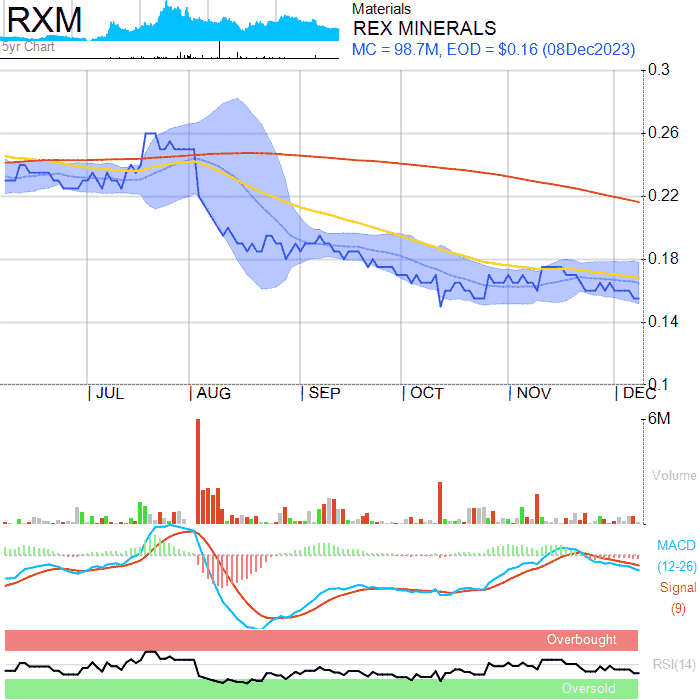 RXM
5yr Chart
Materials
REX MINERALS
MC = 98.7M, EOD = $0.16 (08Dec2023)
0.3
0.26
0.22
0.18
0.14
0.1
JUL AUG SEP OCT NOV DEC
6M
Volume
MACD
(12-26)
Signal
(9)
Overbought
RSI(14)
Oversold